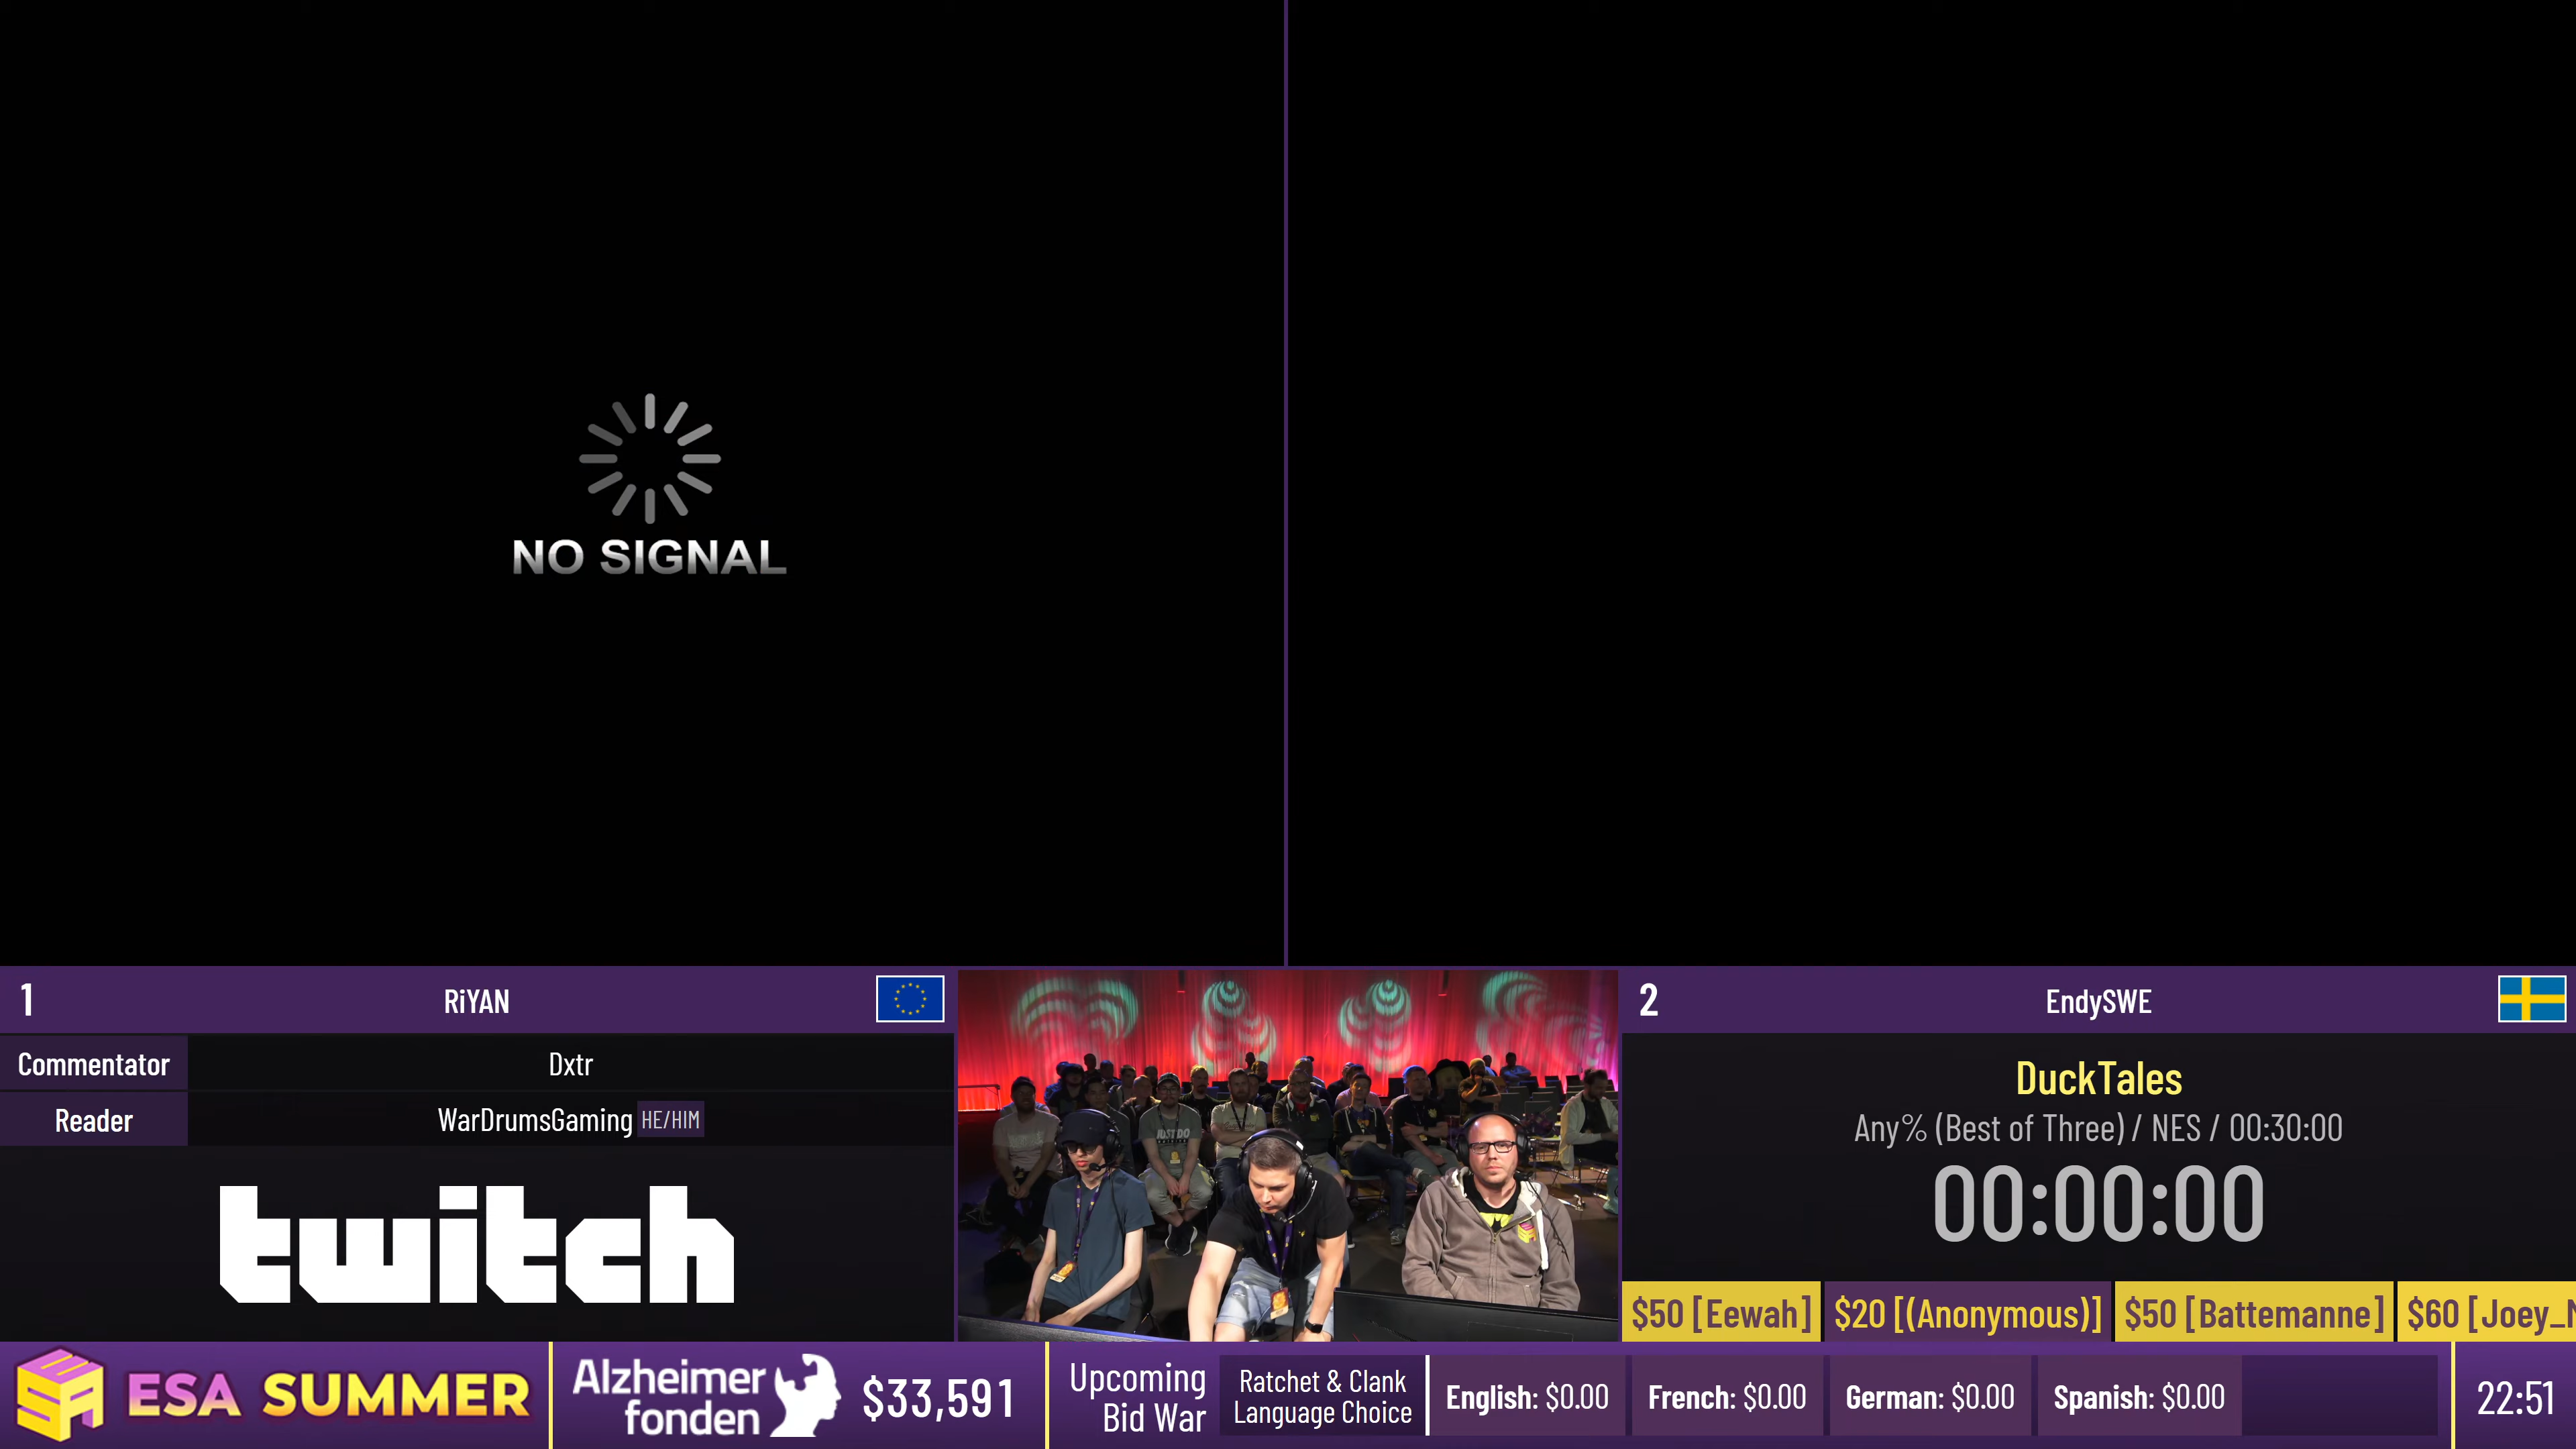 NO SIGNAL
1
RiYAN
2
EndySWE
Commentator
Dxtr
Reader
WarDrumsGaming HE/HIM
twitch
DuckTales
Any% (Best of Three) / NES / 00:30:00
00:00:00
$50 [Eewah]
$20 [(Anonymous)]
$50 [Battemanne]
$60 [Joey_
ESA SUMMER
Alzheimer
fonden
$33,591
Upcoming
Bid War
Ratchet & Clank
Language Choice
English: $0.00
French: $0.00
German: $0.00
Spanish: $0.00
22:51